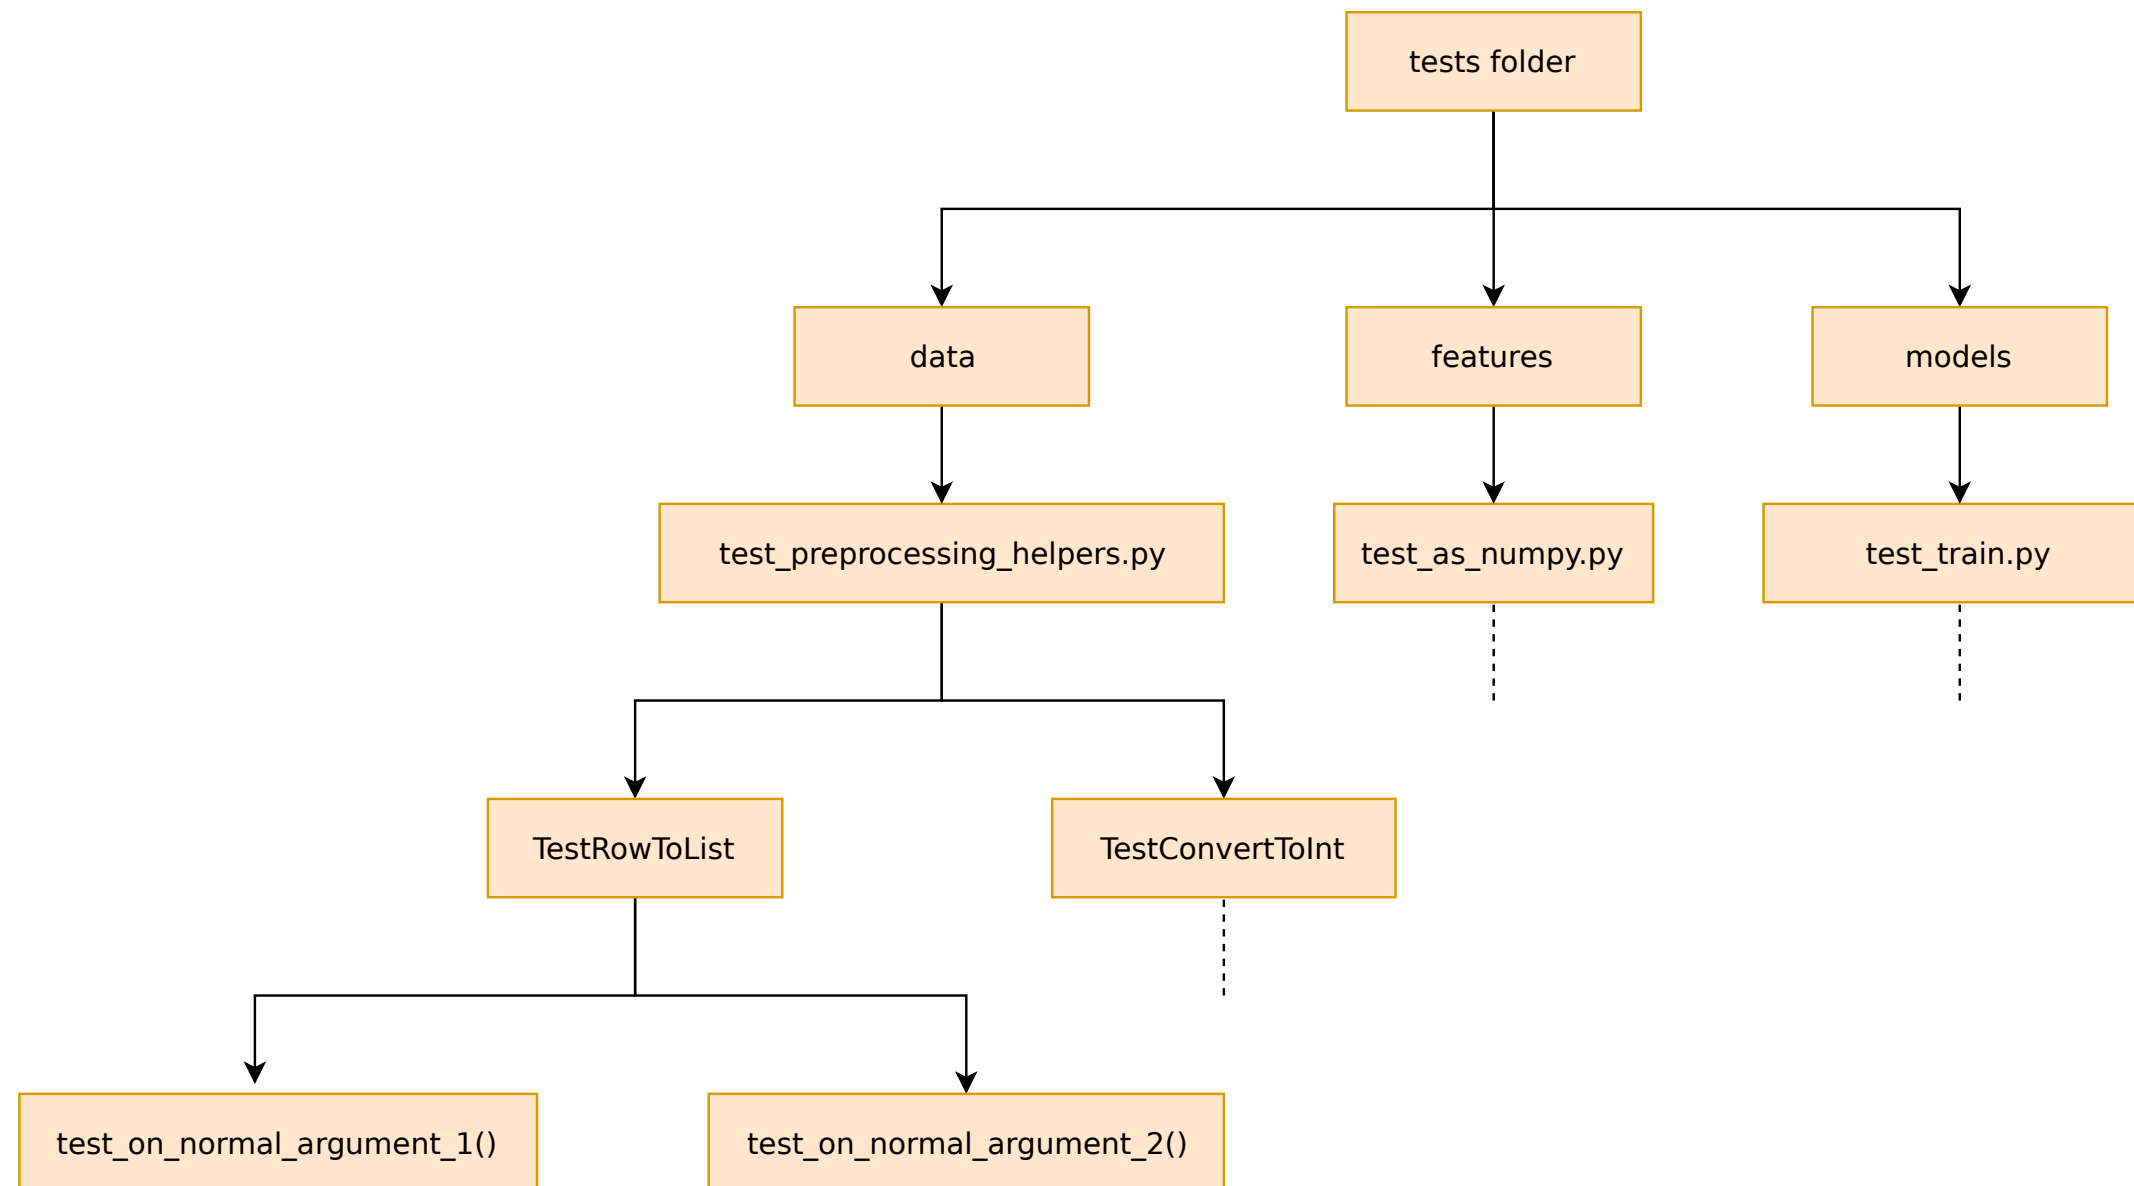 tests folder
data
features
models
test_preprocessing_helpers.py
test_as_numpy.py
test_train.py
TestRowToList
TestConvertToInt
test_on_normal_argument_1()
test_on_normal_argument_2()